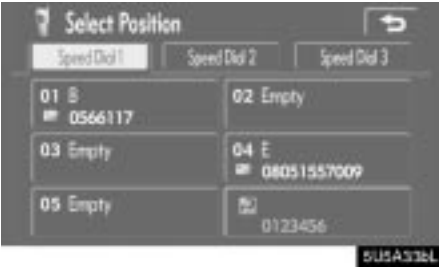 Select Position
Speed Dial 1 Speed Dial 2 Speed Dial 3
01 B
0566117
02 Empty
03 Empty
04 E
08051557009
05 Empty
0123456
5U5A336L